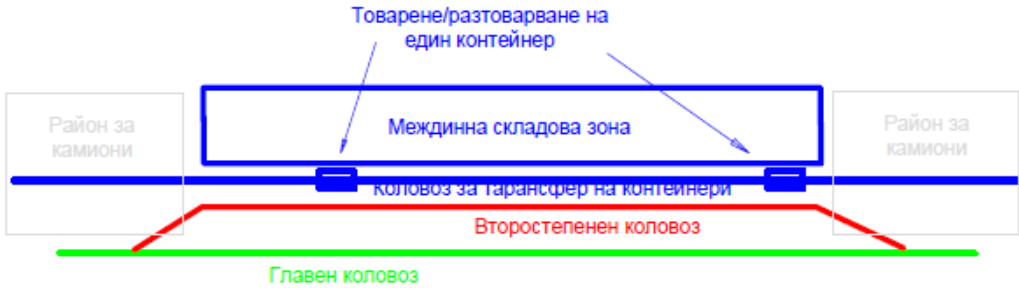 Товарене/разтоварване на
един контейнер
Район за
камиони
Междинна складова зона
Район за
камиони
Коловоз за тарансфер на контейнери
Второстепенен коловоз
Главен коловоз